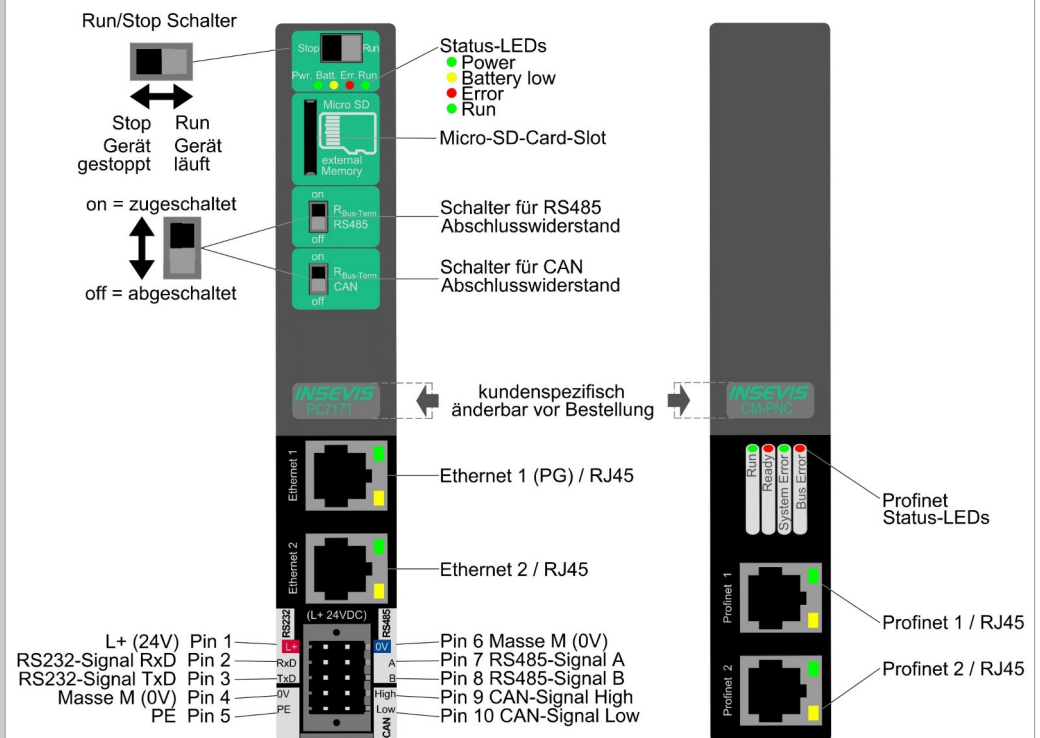 Run/Stop Schalter
Stop Run
Gerät Gerät
gestoppt läuft
on = zugeschaltet
off = abgeschaltet
Stop Run
Pwr. Batt. Err. Run
Micro SD
external
Memory
on
RBus-Term
RS485
off
on
RBus-Term
CAN
off
Status-LEDs
Power
Battery low
Error
Run
Micro-SD-Card-Slot
Schalter für RS485
Abschlusswiderstand
Schalter für CAN
Abschlusswiderstand
INSEVIS
PC717T
kundenspezifisch
änderbar vor Bestellung
INSEVIS
CM-PNC
Ethernet 1
Ethernet 1 (PG) / RJ45
Ethernet 2
Ethernet 2 / RJ45
RS232
(L+ 24VDC)
RS485
L+ (24V) Pin 1
RS232-Signal RxD Pin 2
RS232-Signal TxD Pin 3
Masse M (0V) Pin 4
PE Pin 5
L+
RxD
TxD
0V
PE
0V
A
B
High
Low
CAN
Pin 6 Masse M (0V)
Pin 7 RS485-Signal A
Pin 8 RS485-Signal B
Pin 9 CAN-Signal High
Pin 10 CAN-Signal Low
Run
Ready
System Error
Bus Error
Profinet
Status-LEDs
Profinet 1
Profinet 1 / RJ45
Profinet 2
Profinet 2 / RJ45